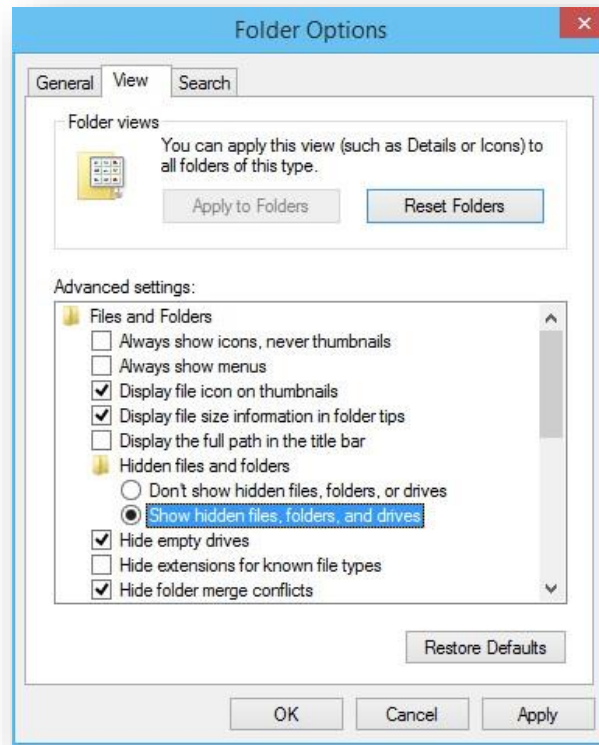 Folder Options
General View Search
Folder views
You can apply this view (such as Details or Icons) to
all folders of this type.
Apply to Folders Reset Folders
Advanced settings:
Files and Folders
Always show icons, never thumbnails
Always show menus
Display file icon on thumbnails
Display file size information in folder tips
Display the full path in the title bar
Hidden files and folders
Don't show hidden files, folders, or drives
Show hidden files, folders, and drives
Hide empty drives
Hide extensions for known file types
Hide folder merge conflicts
Restore Defaults
OK Cancel Apply